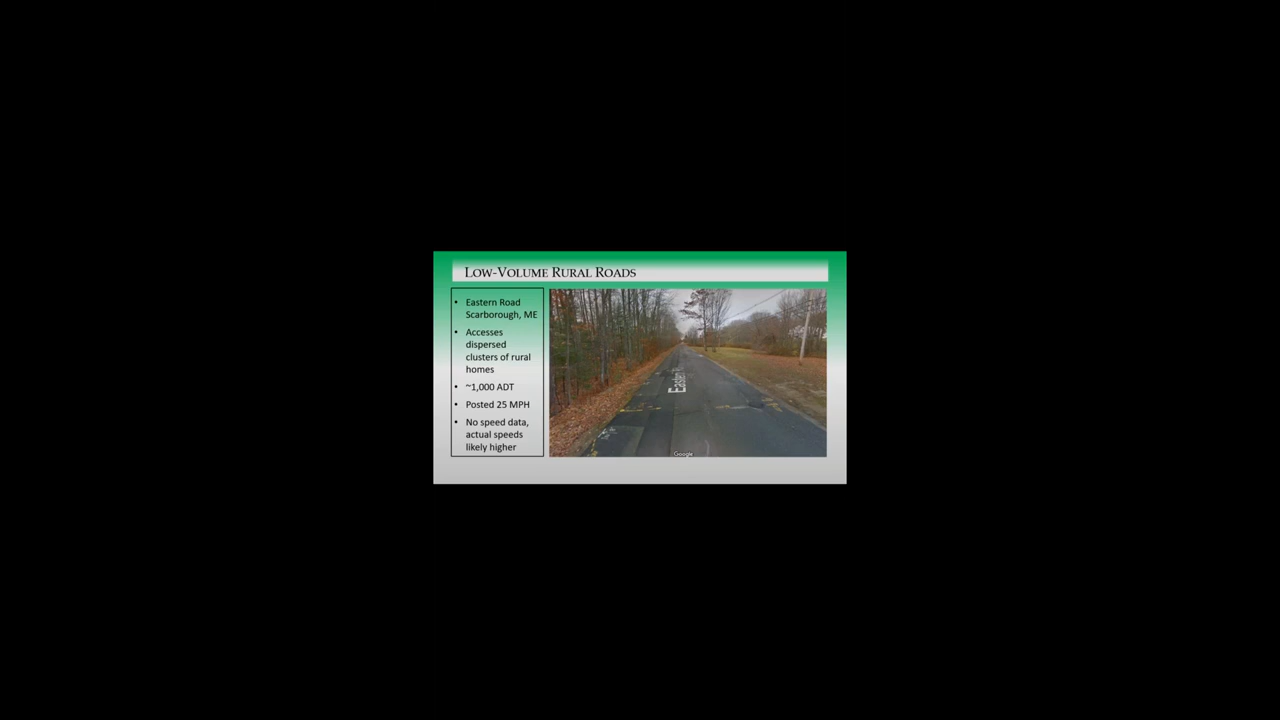 Low-Volume Rural Roads
• Eastern Road
Scarborough, ME
• Accesses
dispersed
clusters of rural
homes
• ~1,000 ADT
• Posted 25 MPH
• No speed data,
actual speeds
likely higher
Eastern
Google